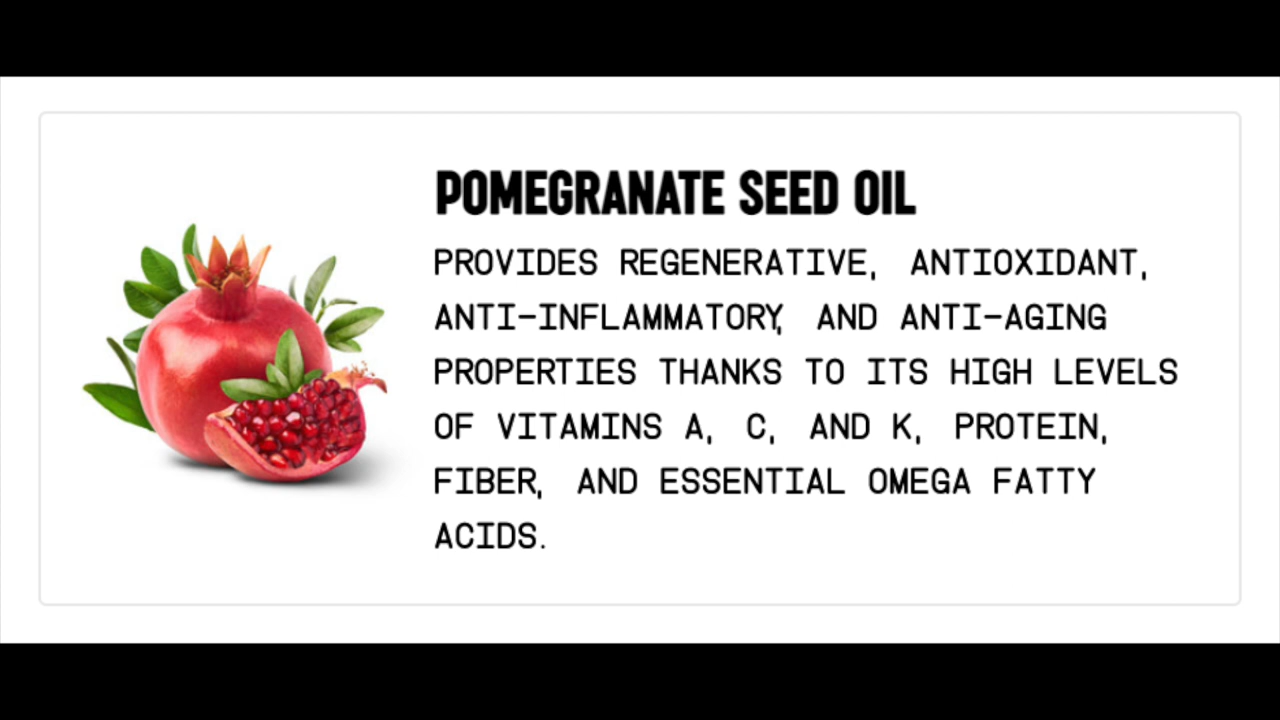 POMEGRANATE SEED OIL
PROVIDES REGENERATIVE, ANTIOXIDANT,
ANTI-INFLAMMATORY, AND ANTI-AGING
PROPERTIES THANKS TO ITS HIGH LEVELS
OF VITAMINS A, C, AND K, PROTEIN,
FIBER, AND ESSENTIAL OMEGA FATTY
ACIDS.